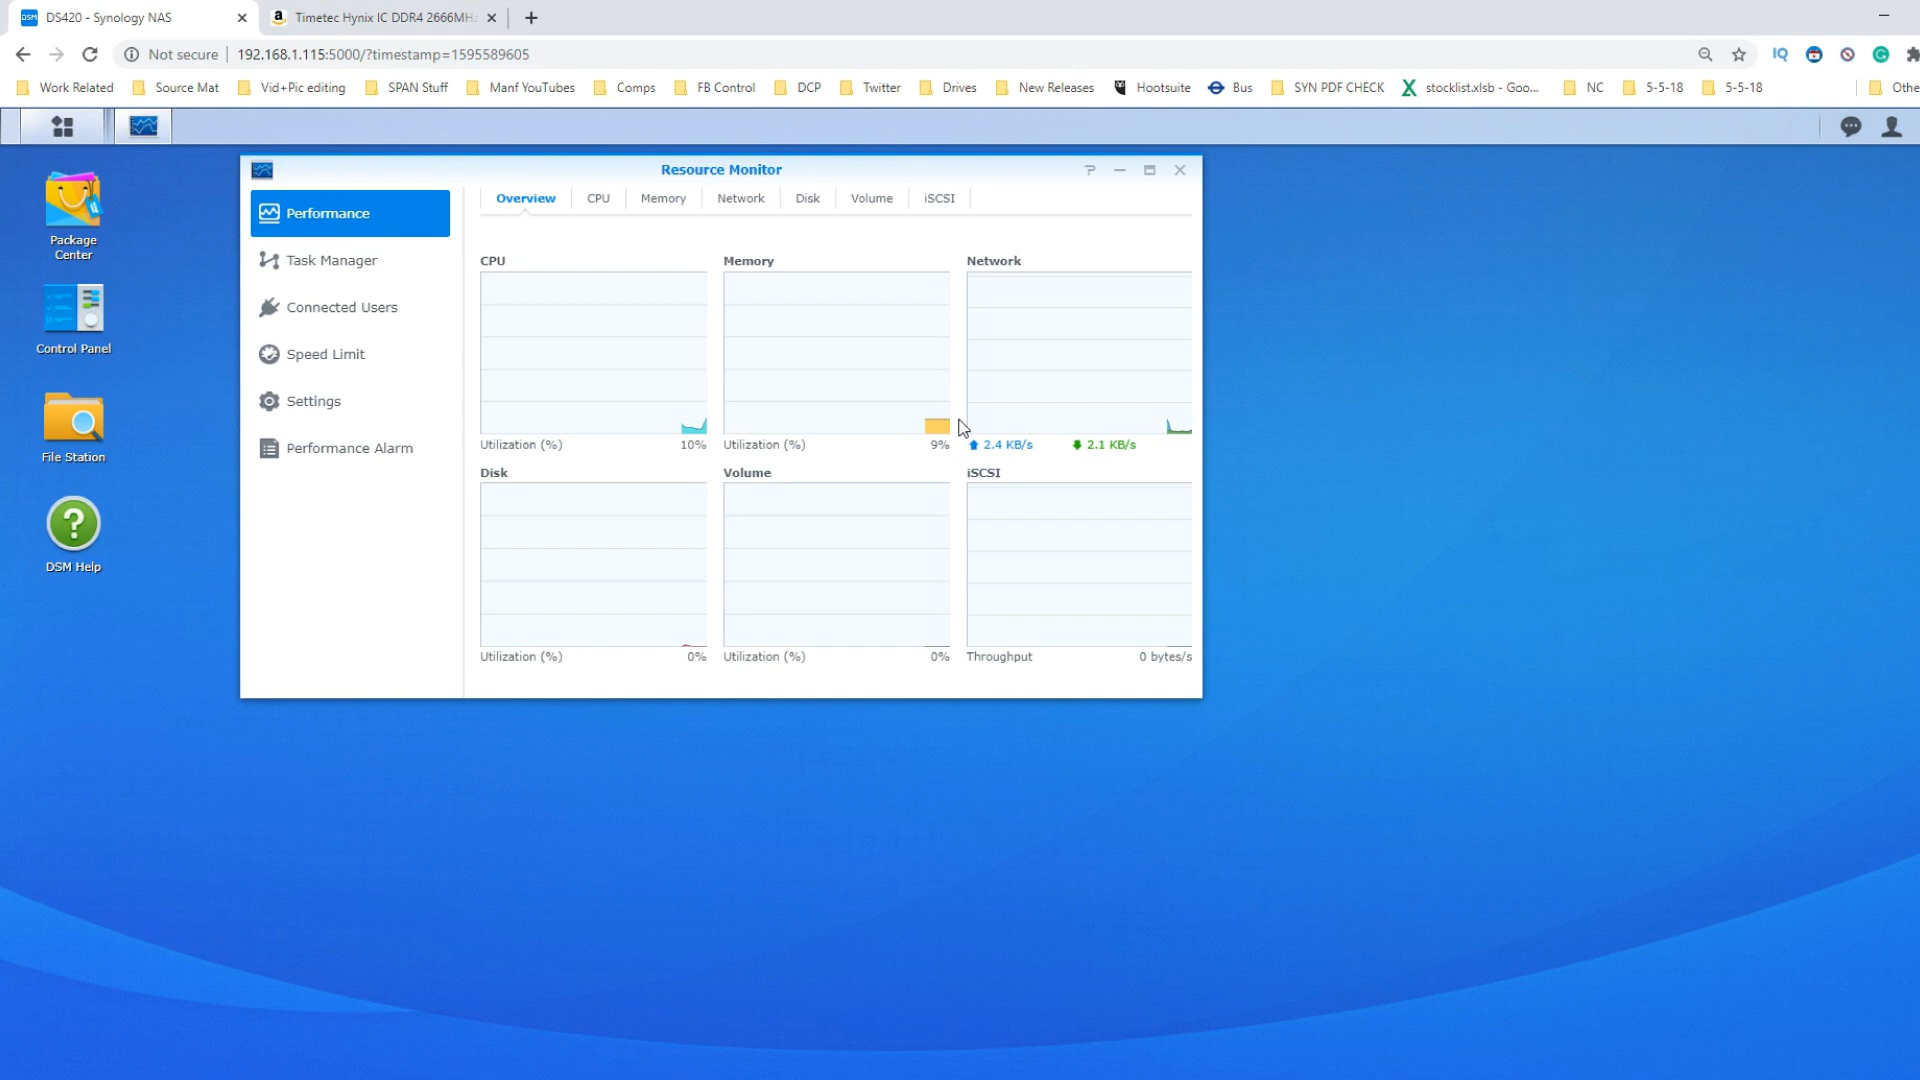 DSM DS420 - Synology NAS
a Timetec Hynix IC DDR4 2666MHz
Not secure 192.168.1.115:5000/?timestamp=1595589605
IQ
Work Related Source Mat Vid+Pic editing SPAN Stuff Manf YouTubes Comps FB Control DCP Twitter Drives New Releases Hootsuite Bus SYN PDF CHECK stocklist.xlsb - Goo... NC 5-5-18 5-5-18 Othe
Package
Center
Control Panel
File Station
DSM Help
Resource Monitor
Performance
Task Manager
Connected Users
Speed Limit
Settings
Performance Alarm
Overview CPU Memory Network Disk Volume iSCSI
CPU
Utilization (%) 10%
Memory
Utilization (%) 9%
Network
2.4 KB/s 2.1 KB/s
Disk
Utilization (%) 0%
Volume
Utilization (%) 0%
iSCSI
Throughput 0 bytes/s